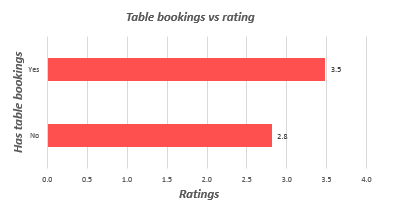 Table bookings vs rating
Has table bookings
Yes
3.5
No
2.8
0.0 0.5 1.0 1.5 2.0 2.5 3.0 3.5 4.0
Ratings